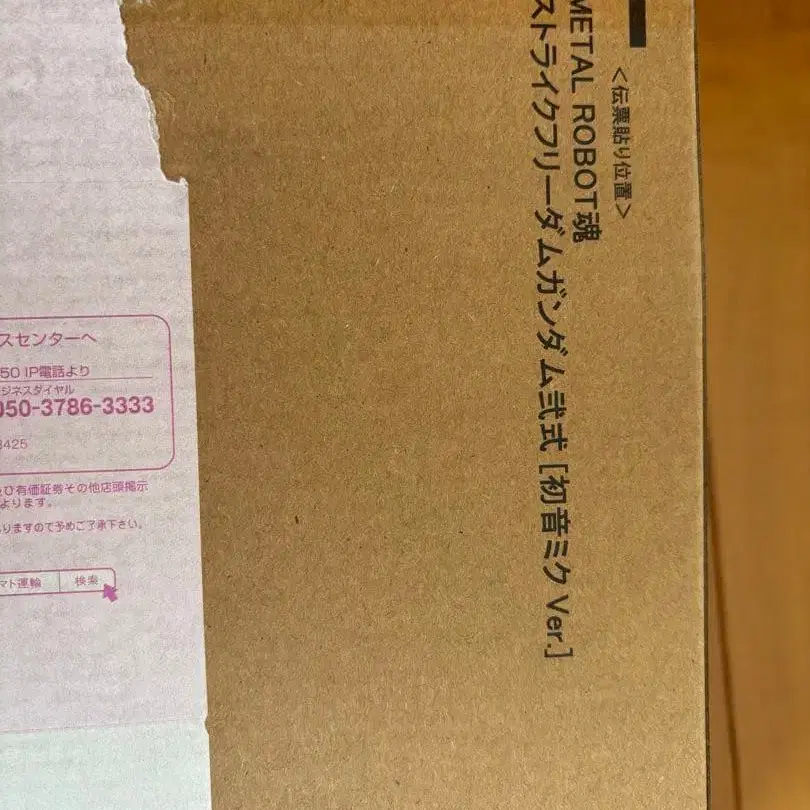 <伝票貼り位置>
METAL ROBOT魂
ストライクフリーダムガンダム弐式 [初音ミク Ver.]
スセンターへ
50 IP電話より
ジネスダイヤル
050-3786-3333
3425
び有価証券その他店頭掲示
よります。
りますので予めご了承下さい。
マト運輸 検索